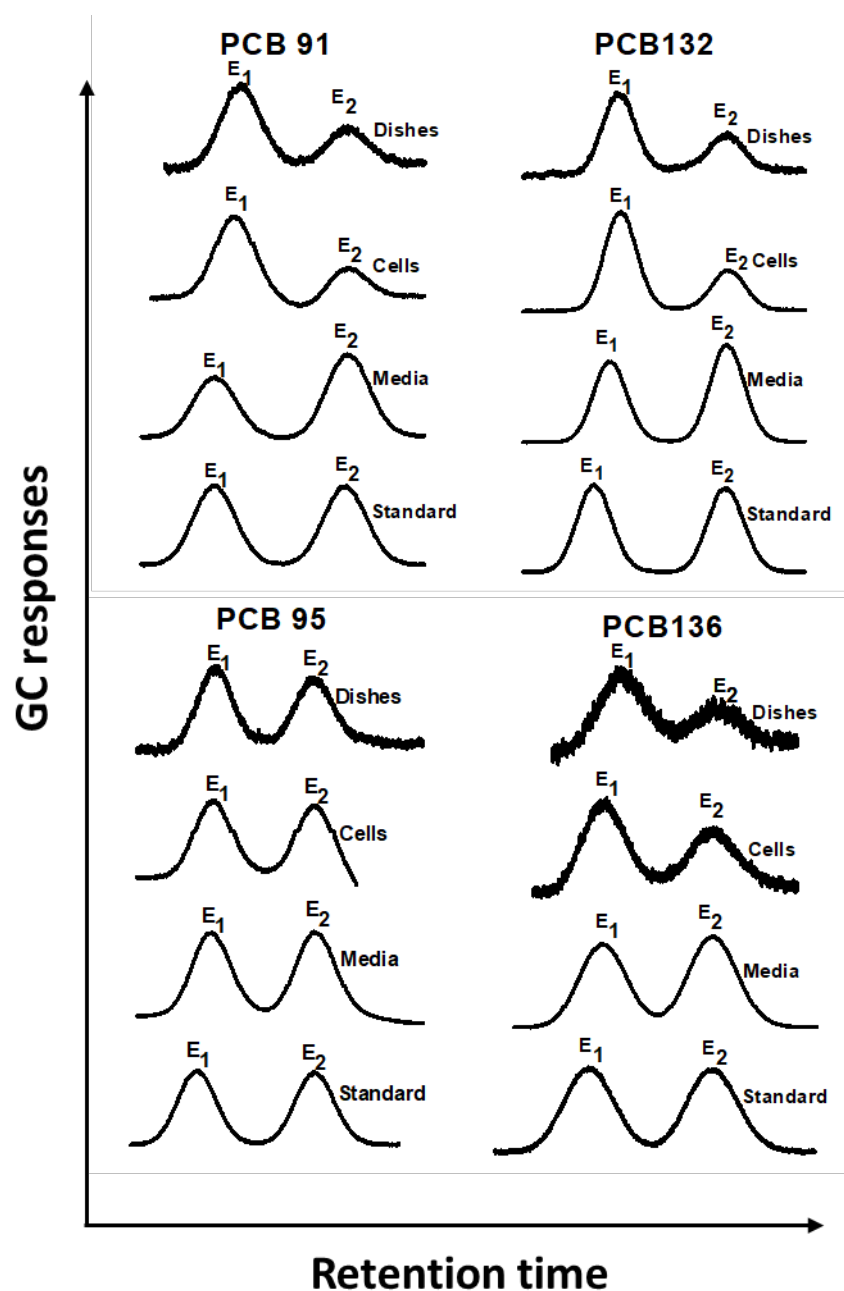 PCB 91
E1
E2
Dishes
E1
E2
Cells
E1
E2
Media
E1
E2
Standard
PCB132
E1
E2
Dishes
E1
E2 Cells
E1
E2
Media
E1
E2
Standard
PCB 95
E1
E2
Dishes
E1
E2
Cells
E1
E2
Media
E1
E2
Standard
PCB136
E1
E2
Dishes
E1
E2
Cells
E1
E2
Media
E1
E2
Standard
GC responses
Retention time